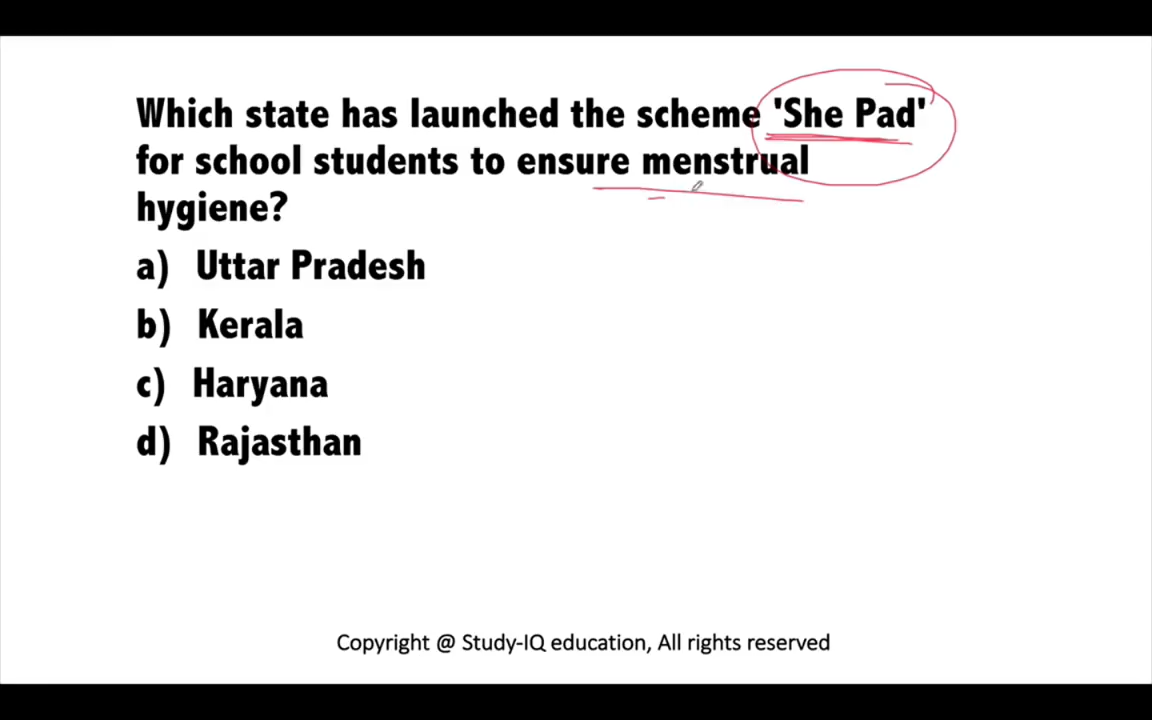 Which state has launched the scheme 'She Pad'
for school students to ensure menstrual
hygiene?
a) Uttar Pradesh
b) Kerala
c) Haryana
d) Rajasthan
Copyright @ Study-IQ education, All rights reserved